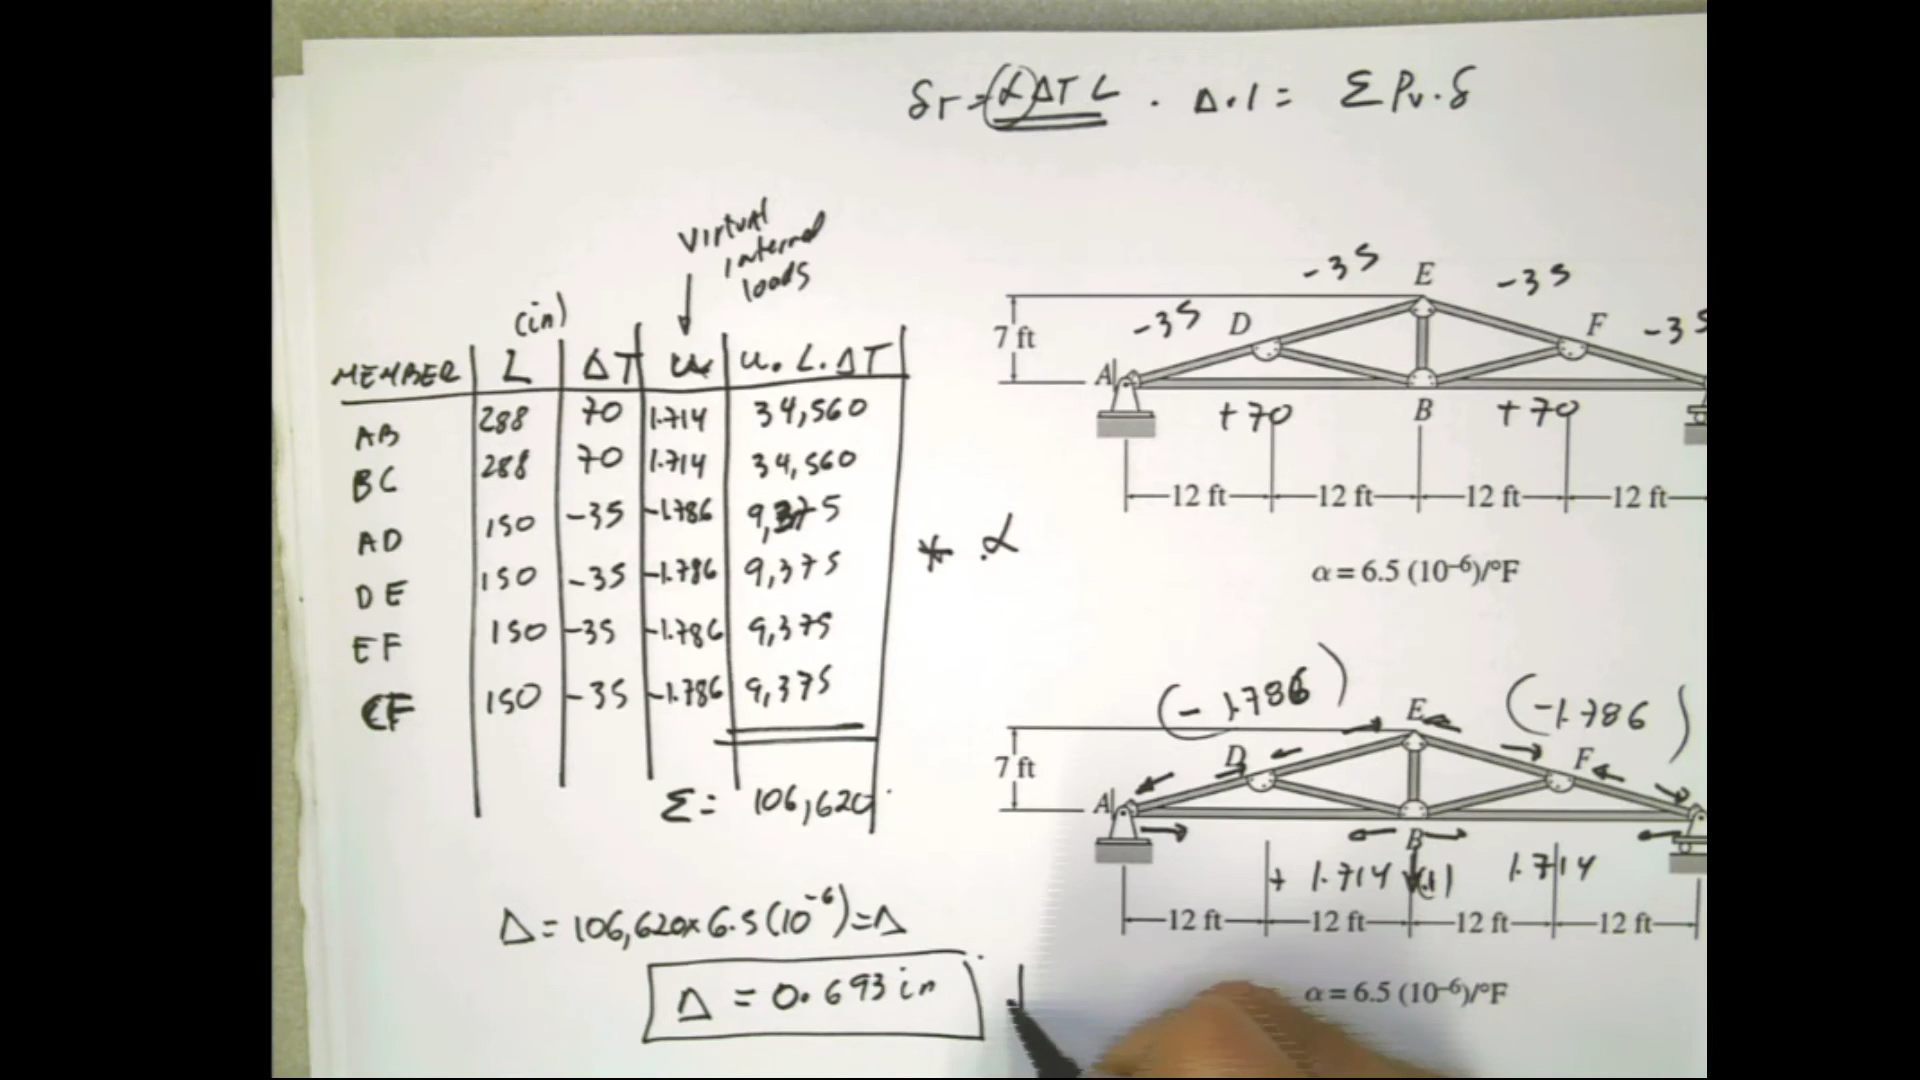 δT = α ΔT L . Δ.1 = Σ Pv.δ
Virtual
internal
loads
(in)
MEMBER L ΔT u u.L.ΔT
AB 288 70 1.714 34,560
BC 288 70 1.714 34,560
AD 150 -35 -1.786 9,375
DE 150 -35 -1.786 9,375
EF 150 -35 -1.786 9,375
CF 150 -35 -1.786 9,375
* . α
Σ = 106,620
Δ = 106,620 x 6.5 (10⁻⁶) = Δ
Δ = 0.693 in
-35 E -35
-35 D F -35
7 ft
A
+70 B +70
12 ft 12 ft 12 ft 12 ft
α = 6.5 (10⁻⁶)/°F
(-1.786) E (-1.786)
D F
7 ft
A
B
+ 1.714 (1) 1.714
12 ft 12 ft 12 ft 12 ft
α = 6.5 (10⁻⁶)/°F